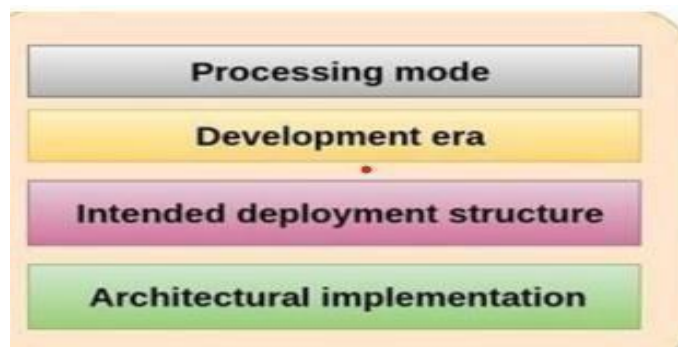 Processing mode
Development era
Intended deployment structure
Architectural implementation